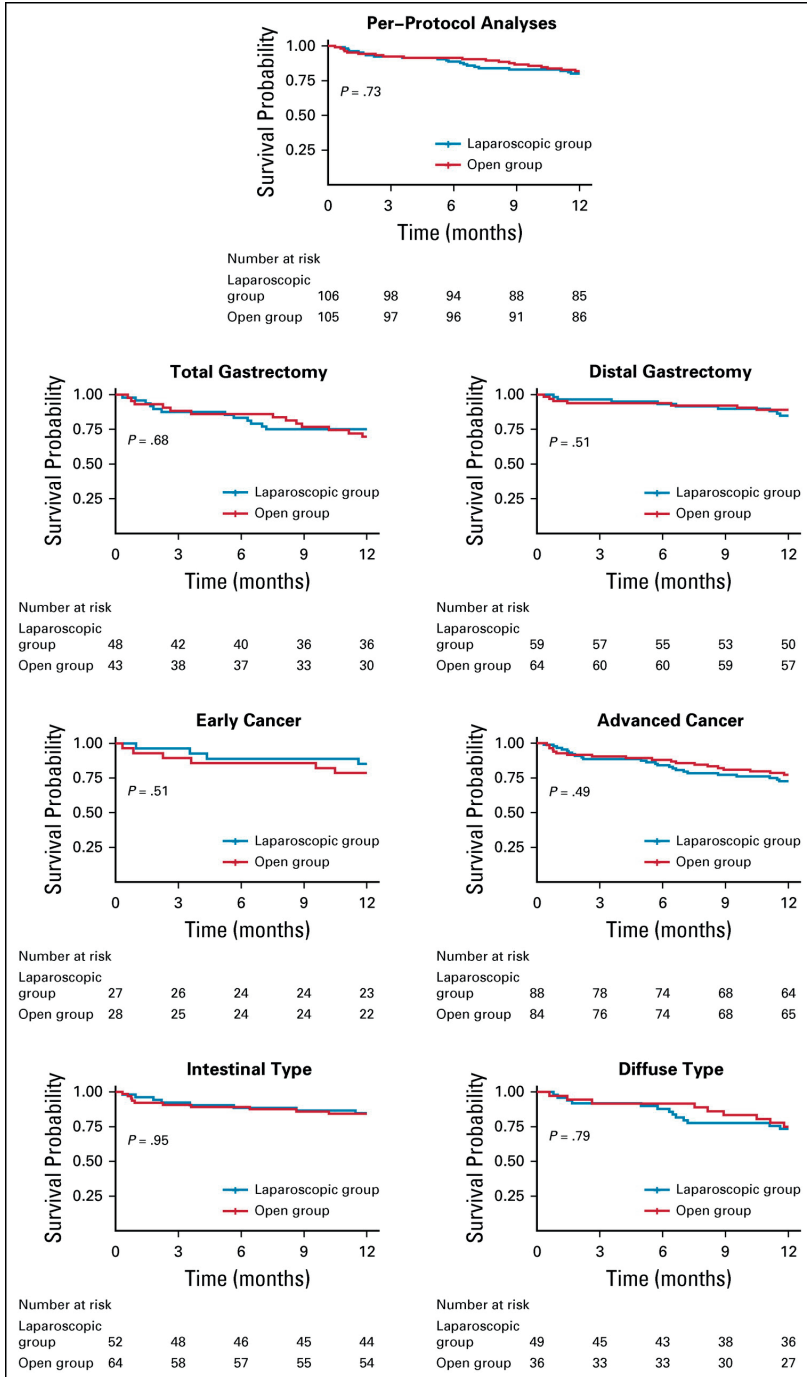 Per–Protocol Analyses
Survival Probability
1.00
0.75
0.50
0.25
P = .73
Laparoscopic group
Open group
0 3 6 9 12
Time (months)
Number at risk
Laparoscopic
group 106 98 94 88 85
Open group 105 97 96 91 86
Total Gastrectomy
Survival Probability
1.00
0.75
0.50
0.25
P = .68
Laparoscopic group
Open group
0 3 6 9 12
Time (months)
Number at risk
Laparoscopic
group 48 42 40 36 36
Open group 43 38 37 33 30
Distal Gastrectomy
Survival Probability
1.00
0.75
0.50
0.25
P = .51
Laparoscopic group
Open group
0 3 6 9 12
Time (months)
Number at risk
Laparoscopic
group 59 57 55 53 50
Open group 64 60 60 59 57
Early Cancer
Survival Probability
1.00
0.75
0.50
0.25
P = .51
Laparoscopic group
Open group
0 3 6 9 12
Time (months)
Number at risk
Laparoscopic
group 27 26 24 24 23
Open group 28 25 24 24 22
Advanced Cancer
Survival Probability
1.00
0.75
0.50
0.25
P = .49
Laparoscopic group
Open group
0 3 6 9 12
Time (months)
Number at risk
Laparoscopic
group 88 78 74 68 64
Open group 84 76 74 68 65
Intestinal Type
Survival Probability
1.00
0.75
0.50
0.25
P = .95
Laparoscopic group
Open group
0 3 6 9 12
Time (months)
Number at risk
Laparoscopic
group 52 48 46 45 44
Open group 64 58 57 55 54
Diffuse Type
Survival Probability
1.00
0.75
0.50
0.25
P = .79
Laparoscopic group
Open group
0 3 6 9 12
Time (months)
Number at risk
Laparoscopic
group 49 45 43 38 36
Open group 36 33 33 30 27